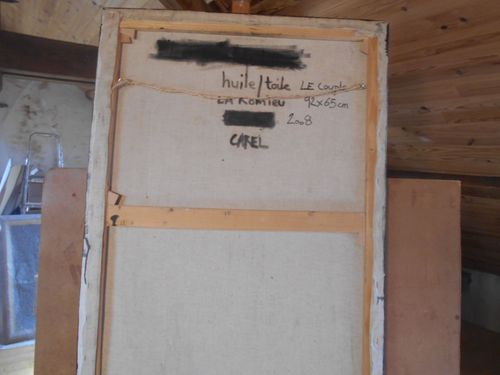 huile/toile LE Couple
LA ROMIEU 92x65cm
2008
CAREL